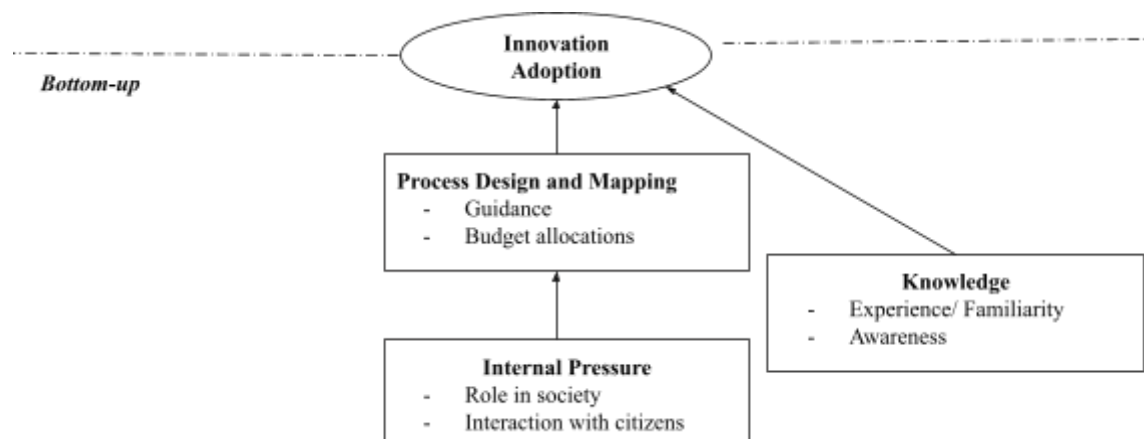 Innovation
Adoption
Bottom-up
Process Design and Mapping
- Guidance
- Budget allocations
Knowledge
- Experience/ Familiarity
- Awareness
Internal Pressure
- Role in society
- Interaction with citizens